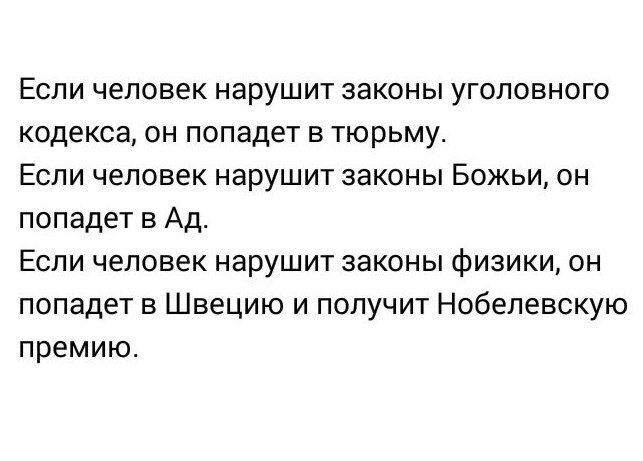 Если человек нарушит законы уголовного
кодекса, он попадет в тюрьму.
Если человек нарушит законы Божьи, он
попадет в Ад.
Если человек нарушит законы физики, он
попадет в Швецию и получит Нобелевскую
премию.